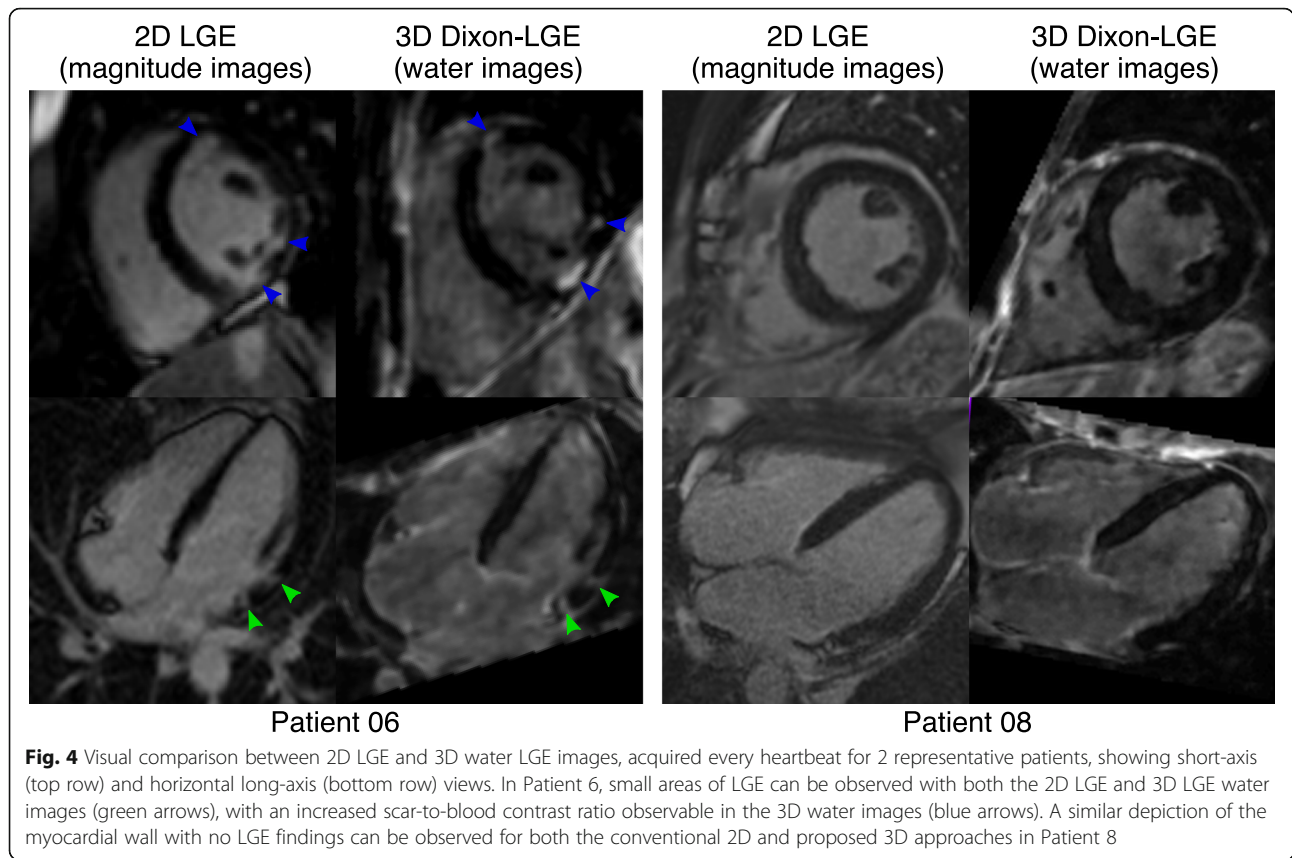 2D LGE
(magnitude images)
3D Dixon-LGE
(water images)
2D LGE
(magnitude images)
3D Dixon-LGE
(water images)
Patient 06
Patient 08
Fig. 4 Visual comparison between 2D LGE and 3D water LGE images, acquired every heartbeat for 2 representative patients, showing short-axis
(top row) and horizontal long-axis (bottom row) views. In Patient 6, small areas of LGE can be observed with both the 2D LGE and 3D LGE water
images (green arrows), with an increased scar-to-blood contrast ratio observable in the 3D water images (blue arrows). A similar depiction of the
myocardial wall with no LGE findings can be observed for both the conventional 2D and proposed 3D approaches in Patient 8